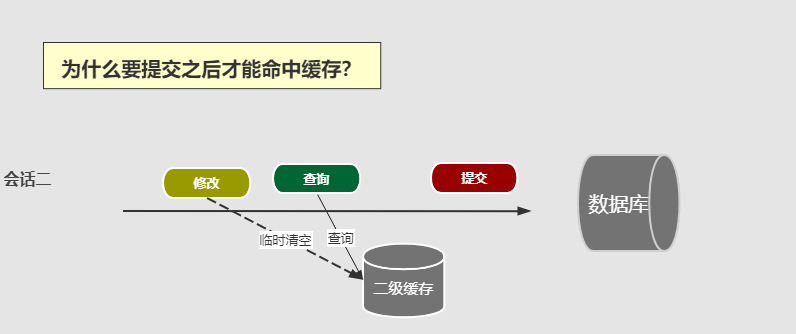 为什么要提交之后才能命中缓存？
会话二
修改
查询
提交
数据库
临时清空
查询
二级缓存